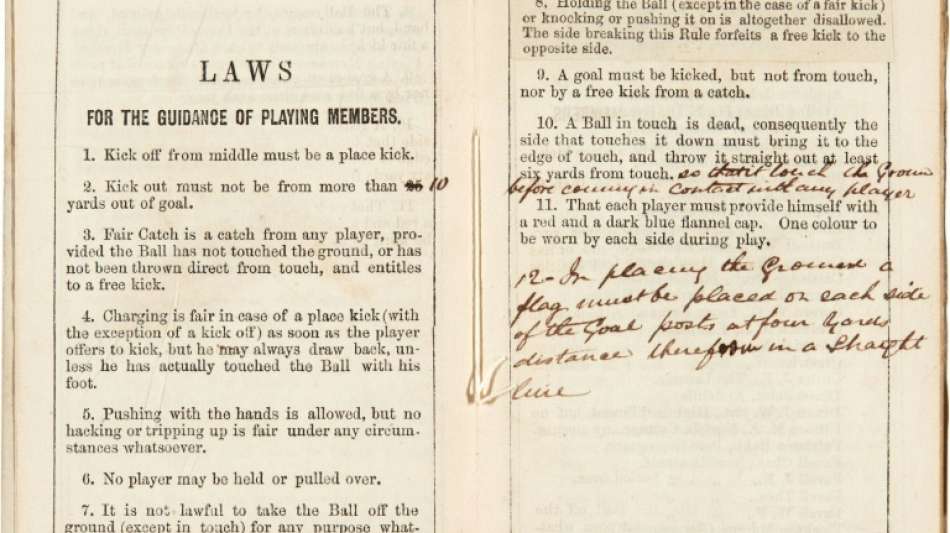 LAWS
FOR THE GUIDANCE OF PLAYING MEMBERS.
1. Kick off from middle must be a place kick.
2. Kick out must not be from more than 25 10
yards out of goal.
3. Fair Catch is a catch from any player, pro-
vided the Ball has not touched the ground, or has
not been thrown direct from touch, and entitles
to a free kick.
4. Charging is fair in case of a place kick (with
the exception of a kick off) as soon as the player
offers to kick, but he may always draw back, un-
less he has actually touched the Ball with his
foot.
5. Pushing with the hands is allowed, but no
hacking or tripping up is fair under any circum-
stances whatsoever.
6. No player may be held or pulled over.
7. It is not lawful to take the Ball off the
ground (except in touch) for any purpose what-
8. Holding the Ball (except in the case of a fair kick)
or knocking or pushing it on is altogether disallowed.
The side breaking this Rule forfeits a free kick to the
opposite side.
9. A goal must be kicked, but not from touch,
nor by a free kick from a catch.
10. A Ball in touch is dead, consequently the
side that touches it down must bring it to the
edge of touch, and throw it straight out at least
six yards from touch. so that it touch the Groun
before coming in contact with any player
11. That each player must provide himself with
a red and a dark blue flannel cap. One colour to
be worn by each side during play.
12- In placing the Ground a
flag must be placed on each side
of the Goal posts at four Yards
distance therefrom in a Straight
line